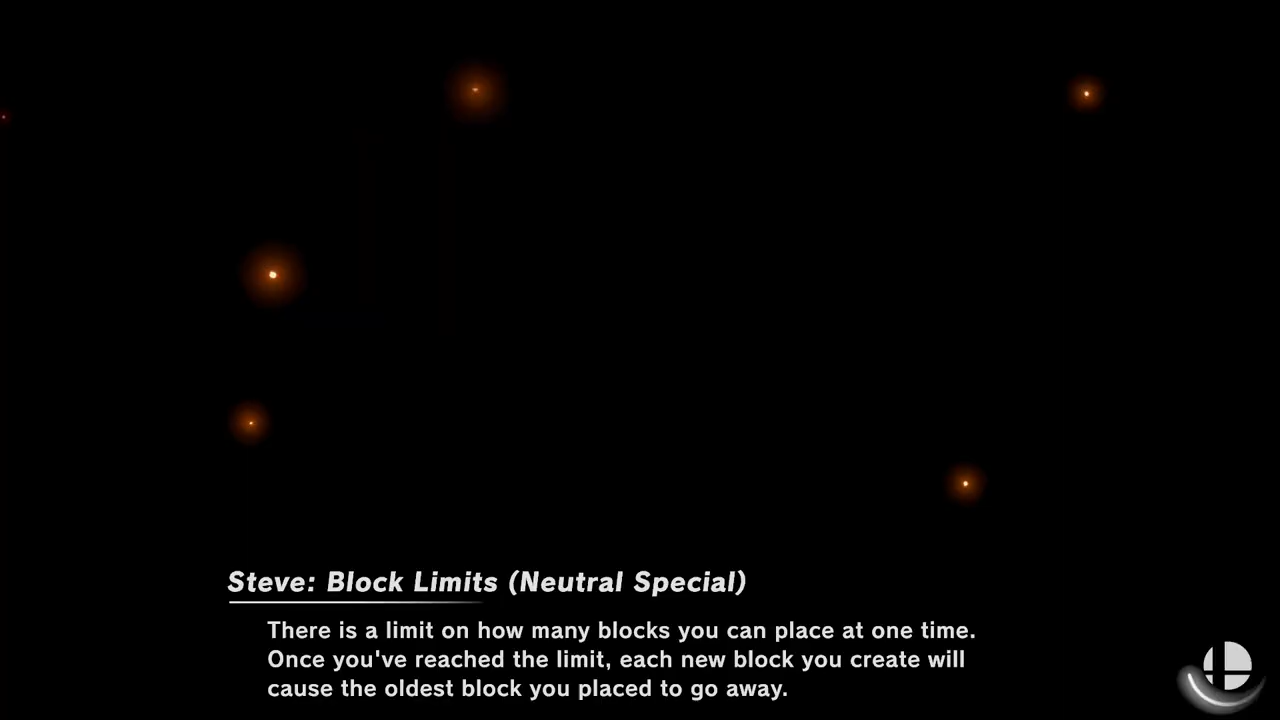 Steve: Block Limits (Neutral Special)
There is a limit on how many blocks you can place at one time.
Once you've reached the limit, each new block you create will
cause the oldest block you placed to go away.